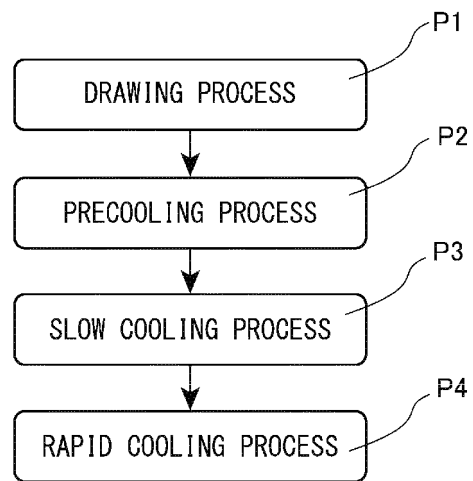 P1
DRAWING PROCESS
P2
PRECOOLING PROCESS
P3
SLOW COOLING PROCESS
P4
RAPID COOLING PROCESS